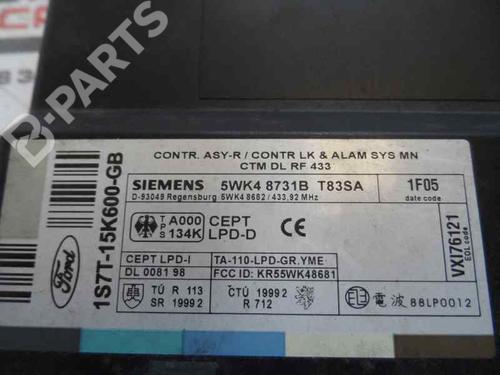 CONTR. ASY-R / CONTR LK & ALAM SYS MN
CTM DL RF 433
SIEMENS 5WK4 8731B T83SA
D-93049 Regensburg 5WK4 8682 / 433,92 MHz
1F05
date code
T P S A000 134K
CEPT
LPD-D
CEPT LPD-I
DL 0081 98
TA-110-LPD-GR.YME
FCC ID: KR55WK48681
TÚ R 113
SR 1999 2
ČTÚ 1999 2
R 712
電波 88LP0012
VXI76121
EOL code
Ford
1S7T-15K600-GB
B-PARTS